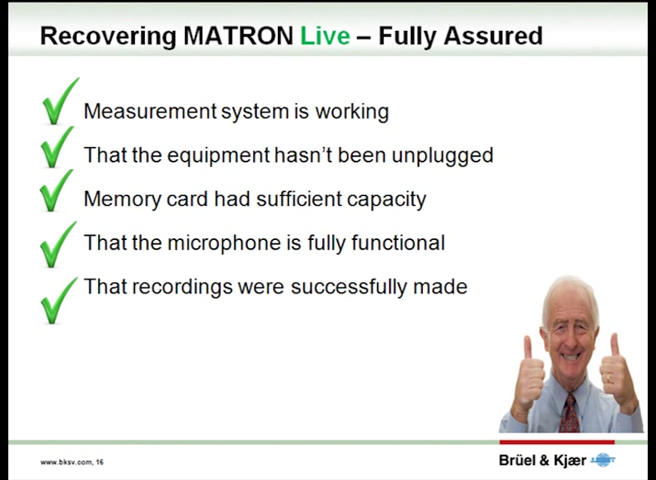 Recovering MATRON Live – Fully Assured
Measurement system is working
That the equipment hasn't been unplugged
Memory card had sufficient capacity
That the microphone is fully functional
That recordings were successfully made
www.bksv.com, 16
Brüel & Kjær